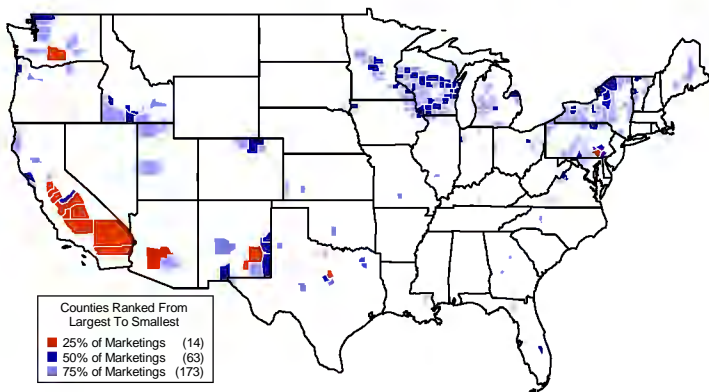 Counties Ranked From
Largest To Smallest
25% of Marketings (14)
50% of Marketings (63)
75% of Marketings (173)